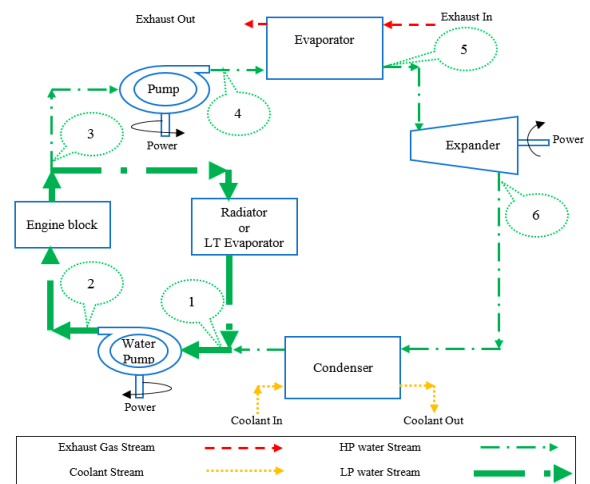 Exhaust Out
Exhaust In
Evaporator
5
Pump
4
3
Power
Expander
Power
6
Engine block
Radiator
or
LT Evaporator
2
1
Water
Pump
Condenser
Power
Coolant In
Coolant Out
Exhaust Gas Stream
HP water Stream
Coolant Stream
LP water Stream